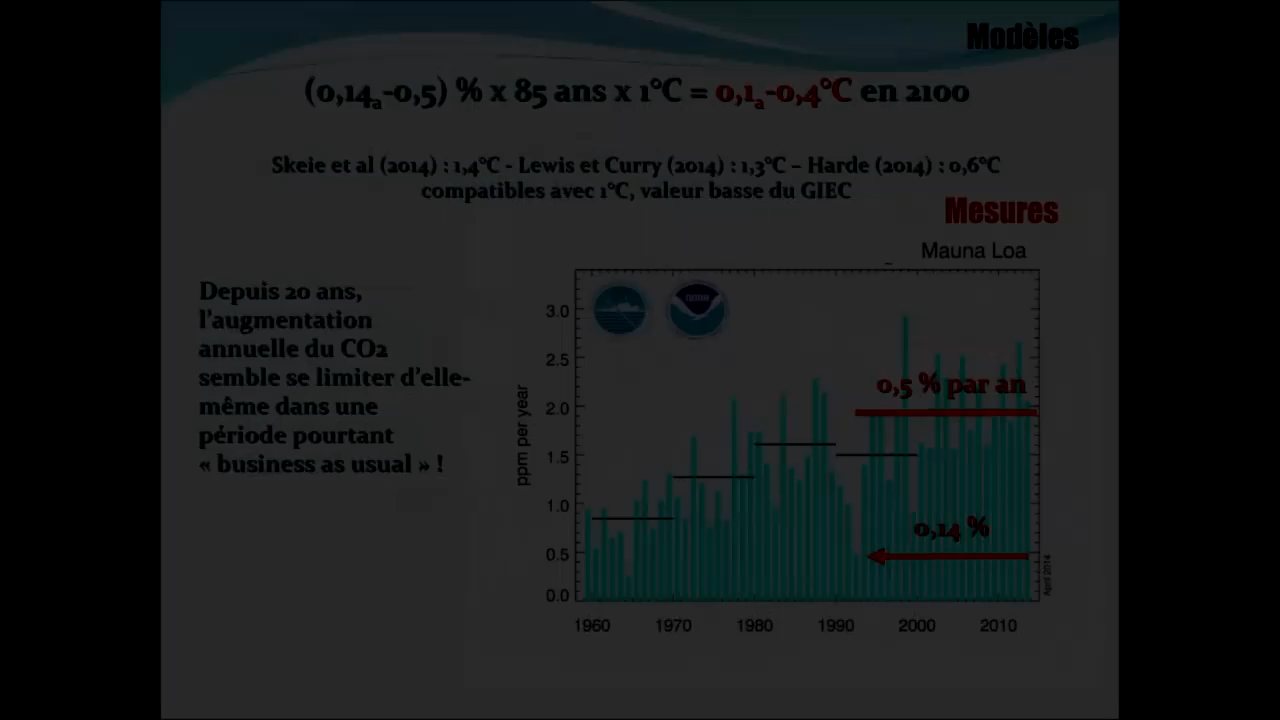 Modèles
(0,14a-0,5) % x 85 ans x 1°C = 0,1a-0,4°C en 2100
Skeie et al (2014) : 1,4°C - Lewis et Curry (2014) : 1,3°C – Harde (2014) : 0,6°C
compatibles avec 1°C, valeur basse du GIEC
Mesures
Mauna Loa
Depuis 20 ans,
l’augmentation
annuelle du CO2
semble se limiter d’elle-
même dans une
période pourtant
« business as usual » !
ppm per year
3.0
2.5
2.0
1.5
1.0
0.5
0.0
0,5 % par an
0,14 %
April 2014
1960 1970 1980 1990 2000 2010